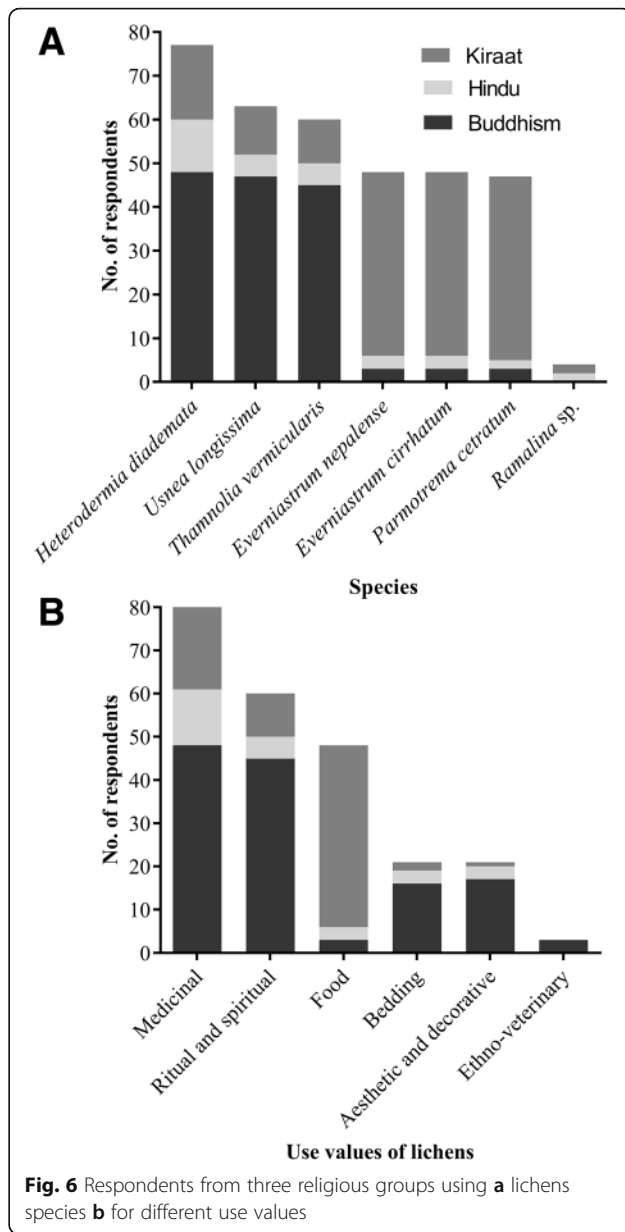 A
Kiraat
Hindu
Buddhism
No. of respondents
80
70
60
50
40
30
20
10
0
Heterodermia diademata
Usnea longissima
Thamnolia vermicularis
Everniastrum nepalense
Everniastrum cirrhatum
Parmotrema cetratum
Ramalina sp.
Species
B
No. of respondents
80
70
60
50
40
30
20
10
0
Medicinal
Ritual and spiritual
Food
Bedding
Aesthetic and decorative
Ethno-veterinary
Use values of lichens
Fig. 6 Respondents from three religious groups using a lichens
species b for different use values